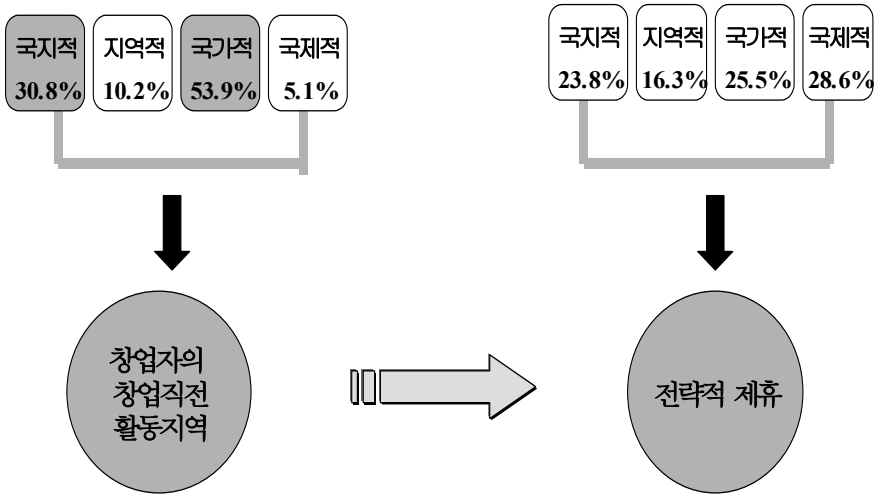 국지적 지역적 국가적 국제적
30.8% 10.2% 53.9% 5.1%
국지적 지역적 국가적 국제적
23.8% 16.3% 25.5% 28.6%
창업자의
창업직전
활동지역
전략적 제휴